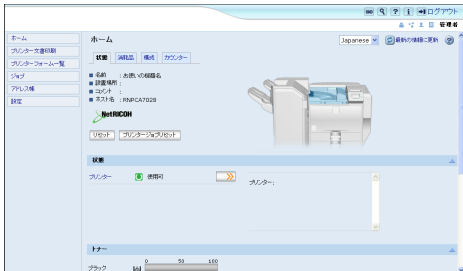 ログアウト
管理者
ホーム
プリンター文書印刷
プリンターフォーム一覧
ジョブ
アドレス帳
設定
ホーム
Japanese
最新の情報に更新
状態 消耗品 構成 カウンター
名前 : お使いの機器名
設置場所 :
コメント :
ホスト名 : RNPCA7028
NetRICOH
リセット プリンタージョブリセット
状態
プリンター 使用可
プリンター:
トナー
0 50 100
ブラック [K]